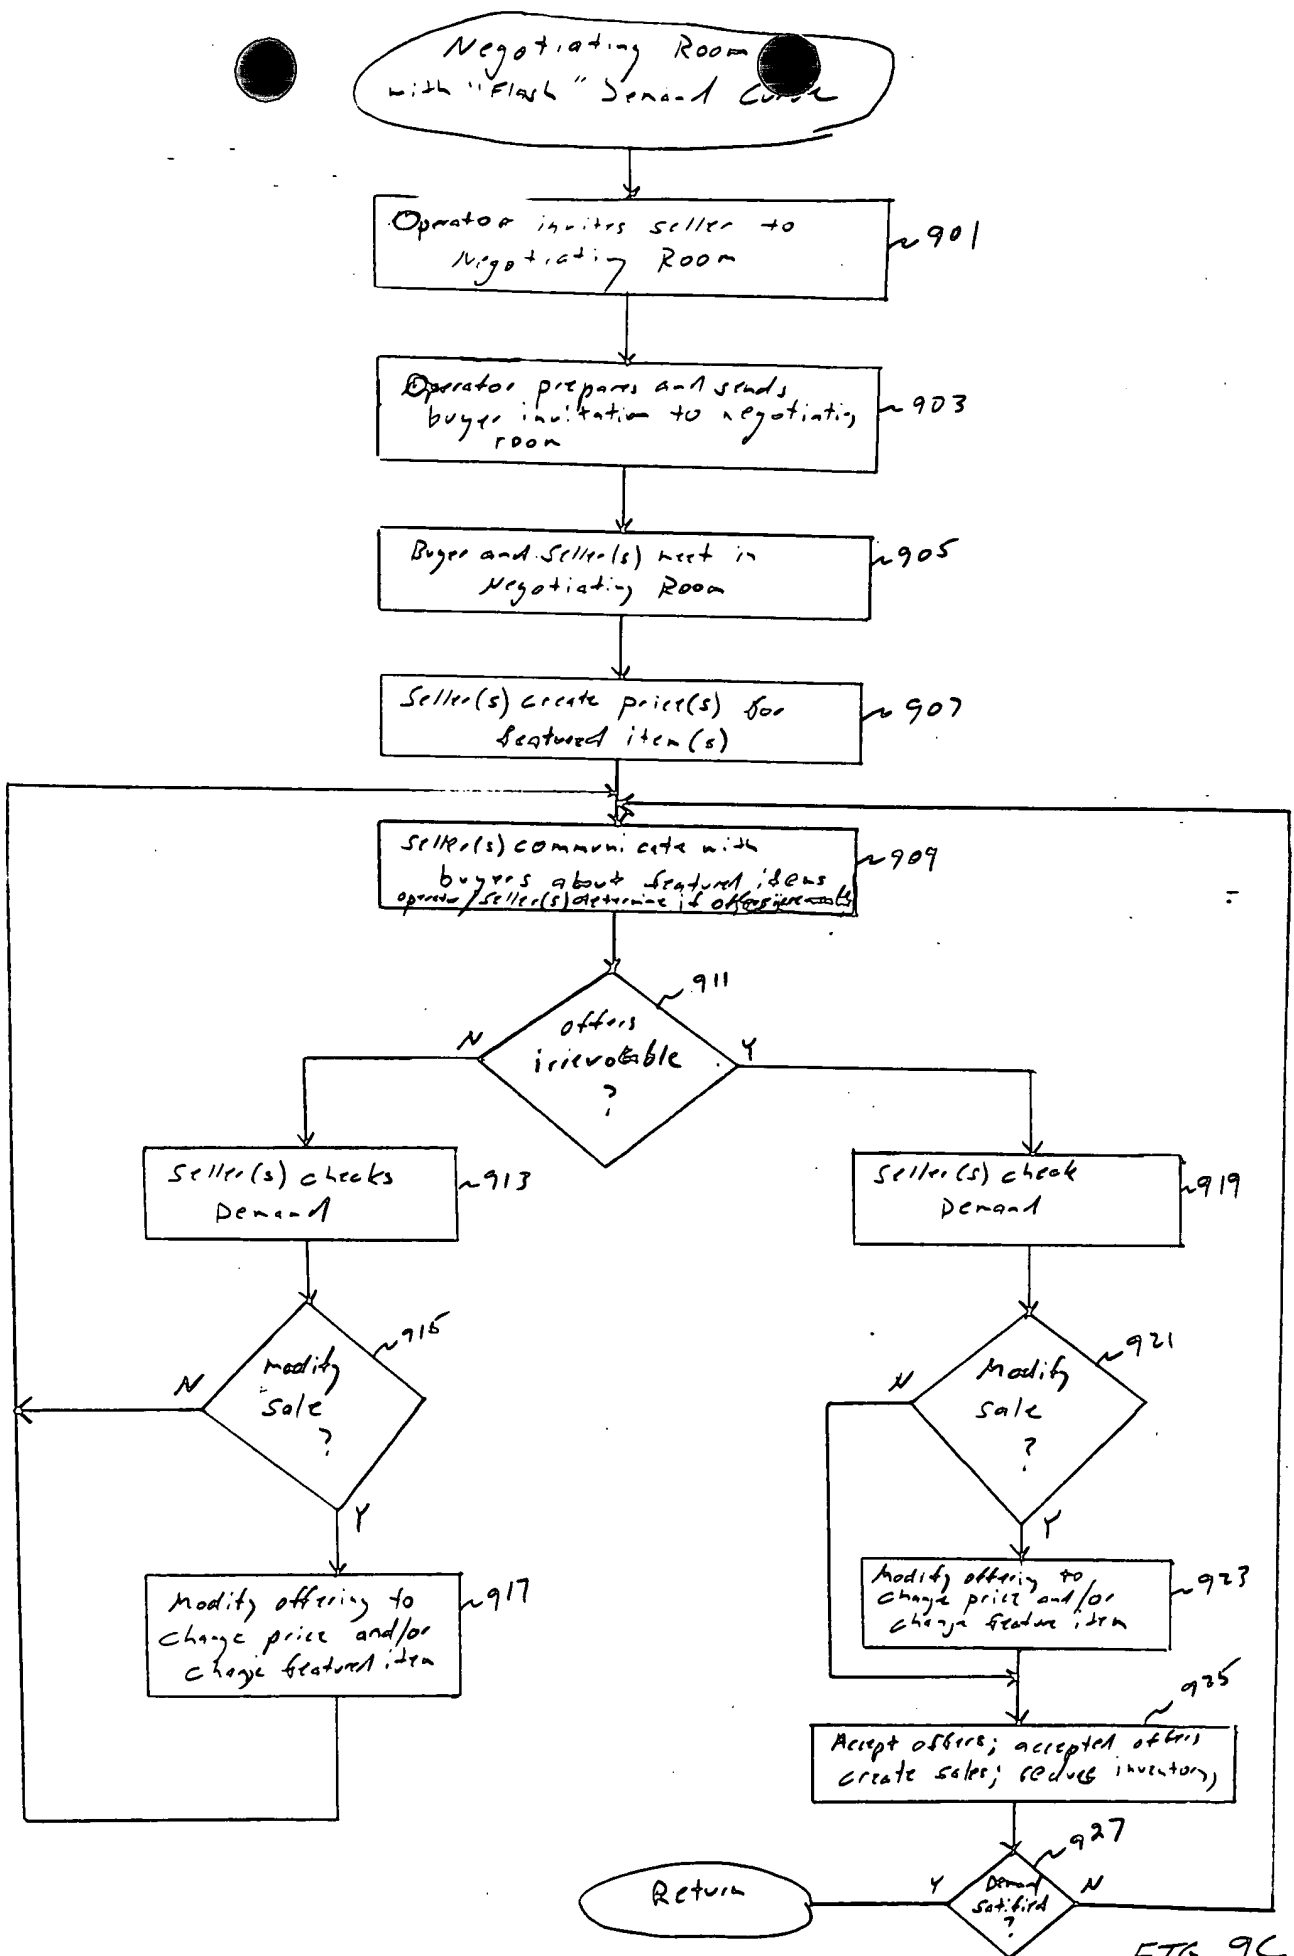 Negotiating Room
with "Flash" Demand Curve
Operator invites seller to
Negotiating Room
901
Operator prepares and sends
buyer invitation to negotiating
room
903
Buyer and Seller(s) meet in
Negotiating Room
905
Seller(s) create price(s) for
featured item(s)
907
Seller(s) communicate with
buyers about featured items
operator/seller(s) determine if offers
909
offers
irrevocable
?
911
N
Y
Seller(s) checks
Demand
913
Seller(s) check
Demand
919
modify
sale
?
915
N
Y
Modify
sale
?
921
N
Y
Modify offering to
change price and/or
change featured item
917
Modify offering to
change price and/or
change feature item
923
925
Accept offers; accepted offers
create sales; reduce inventory
927
Return
Y
Demand
satisfied
?
N
FIG 9C